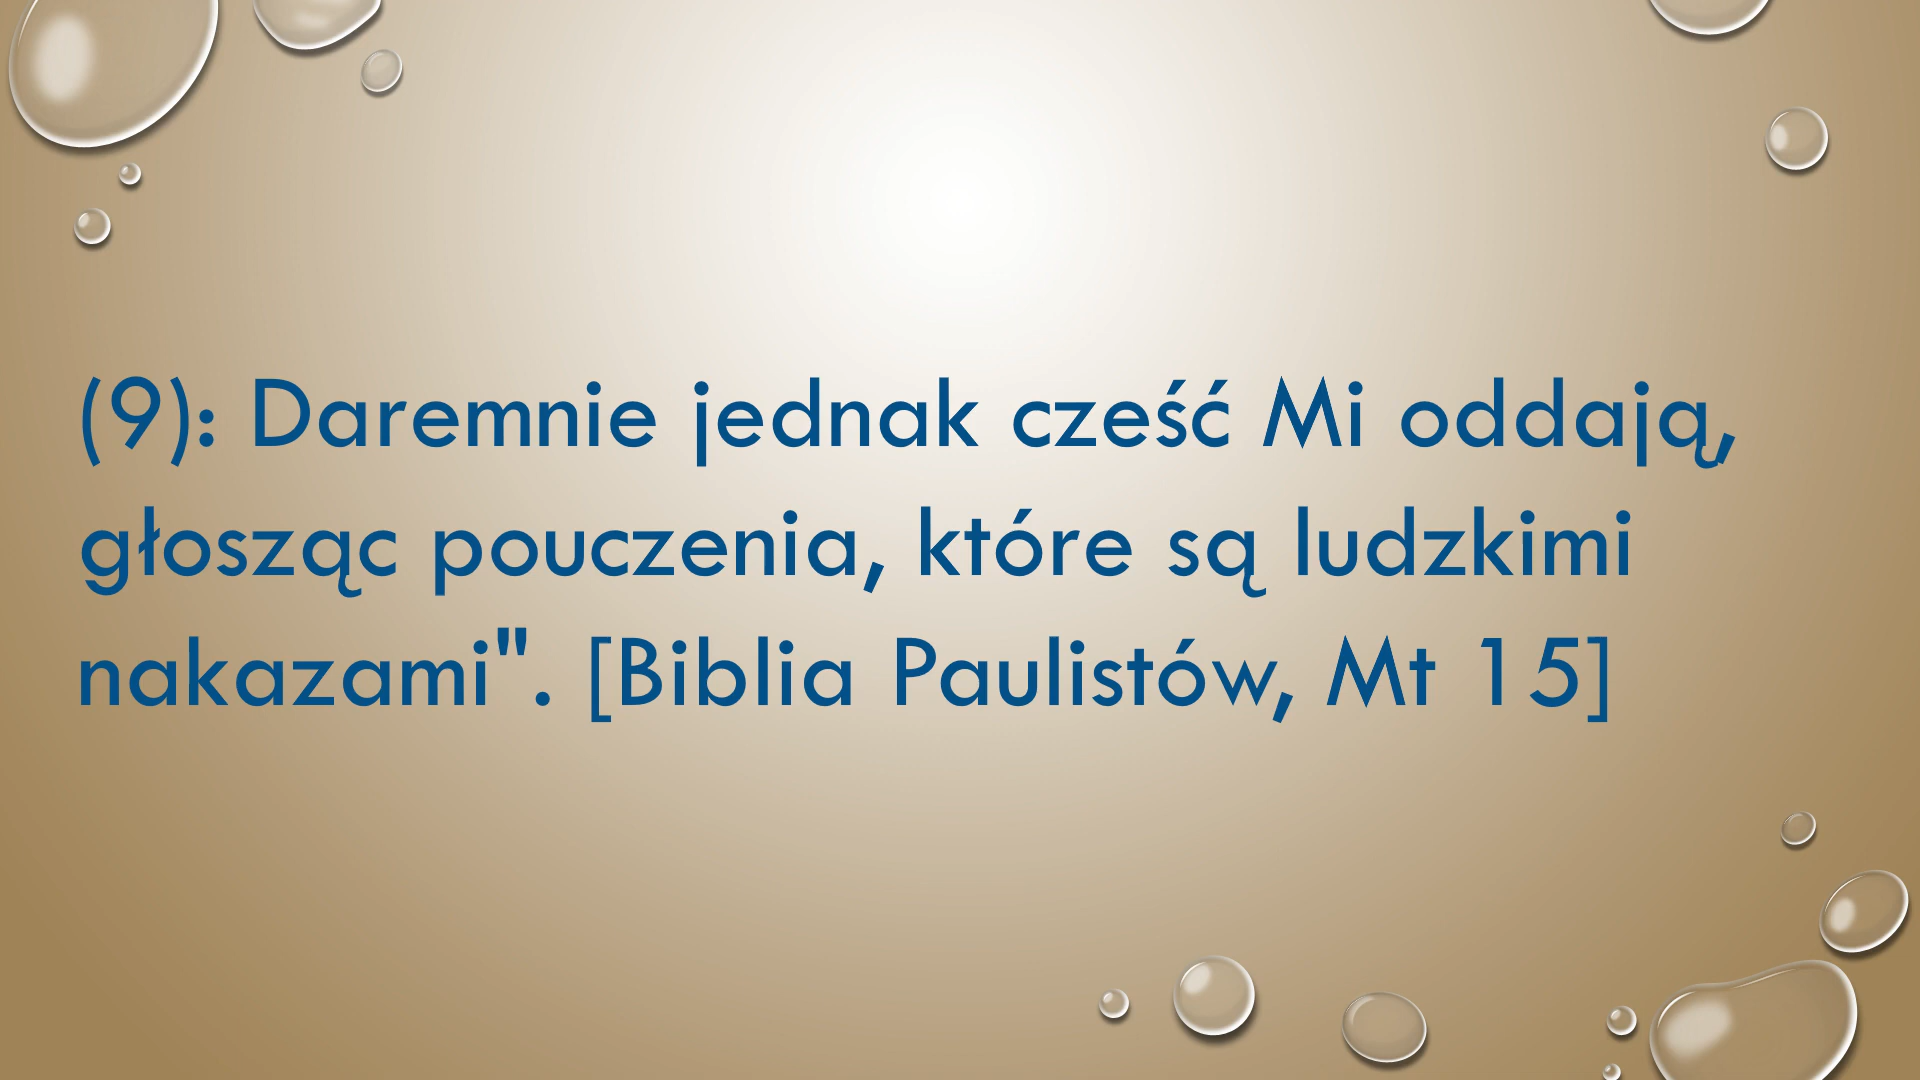 (9): Daremnie jednak cześć Mi oddają,
głosząc pouczenia, które są ludzkimi
nakazami". [Biblia Paulistów, Mt 15]